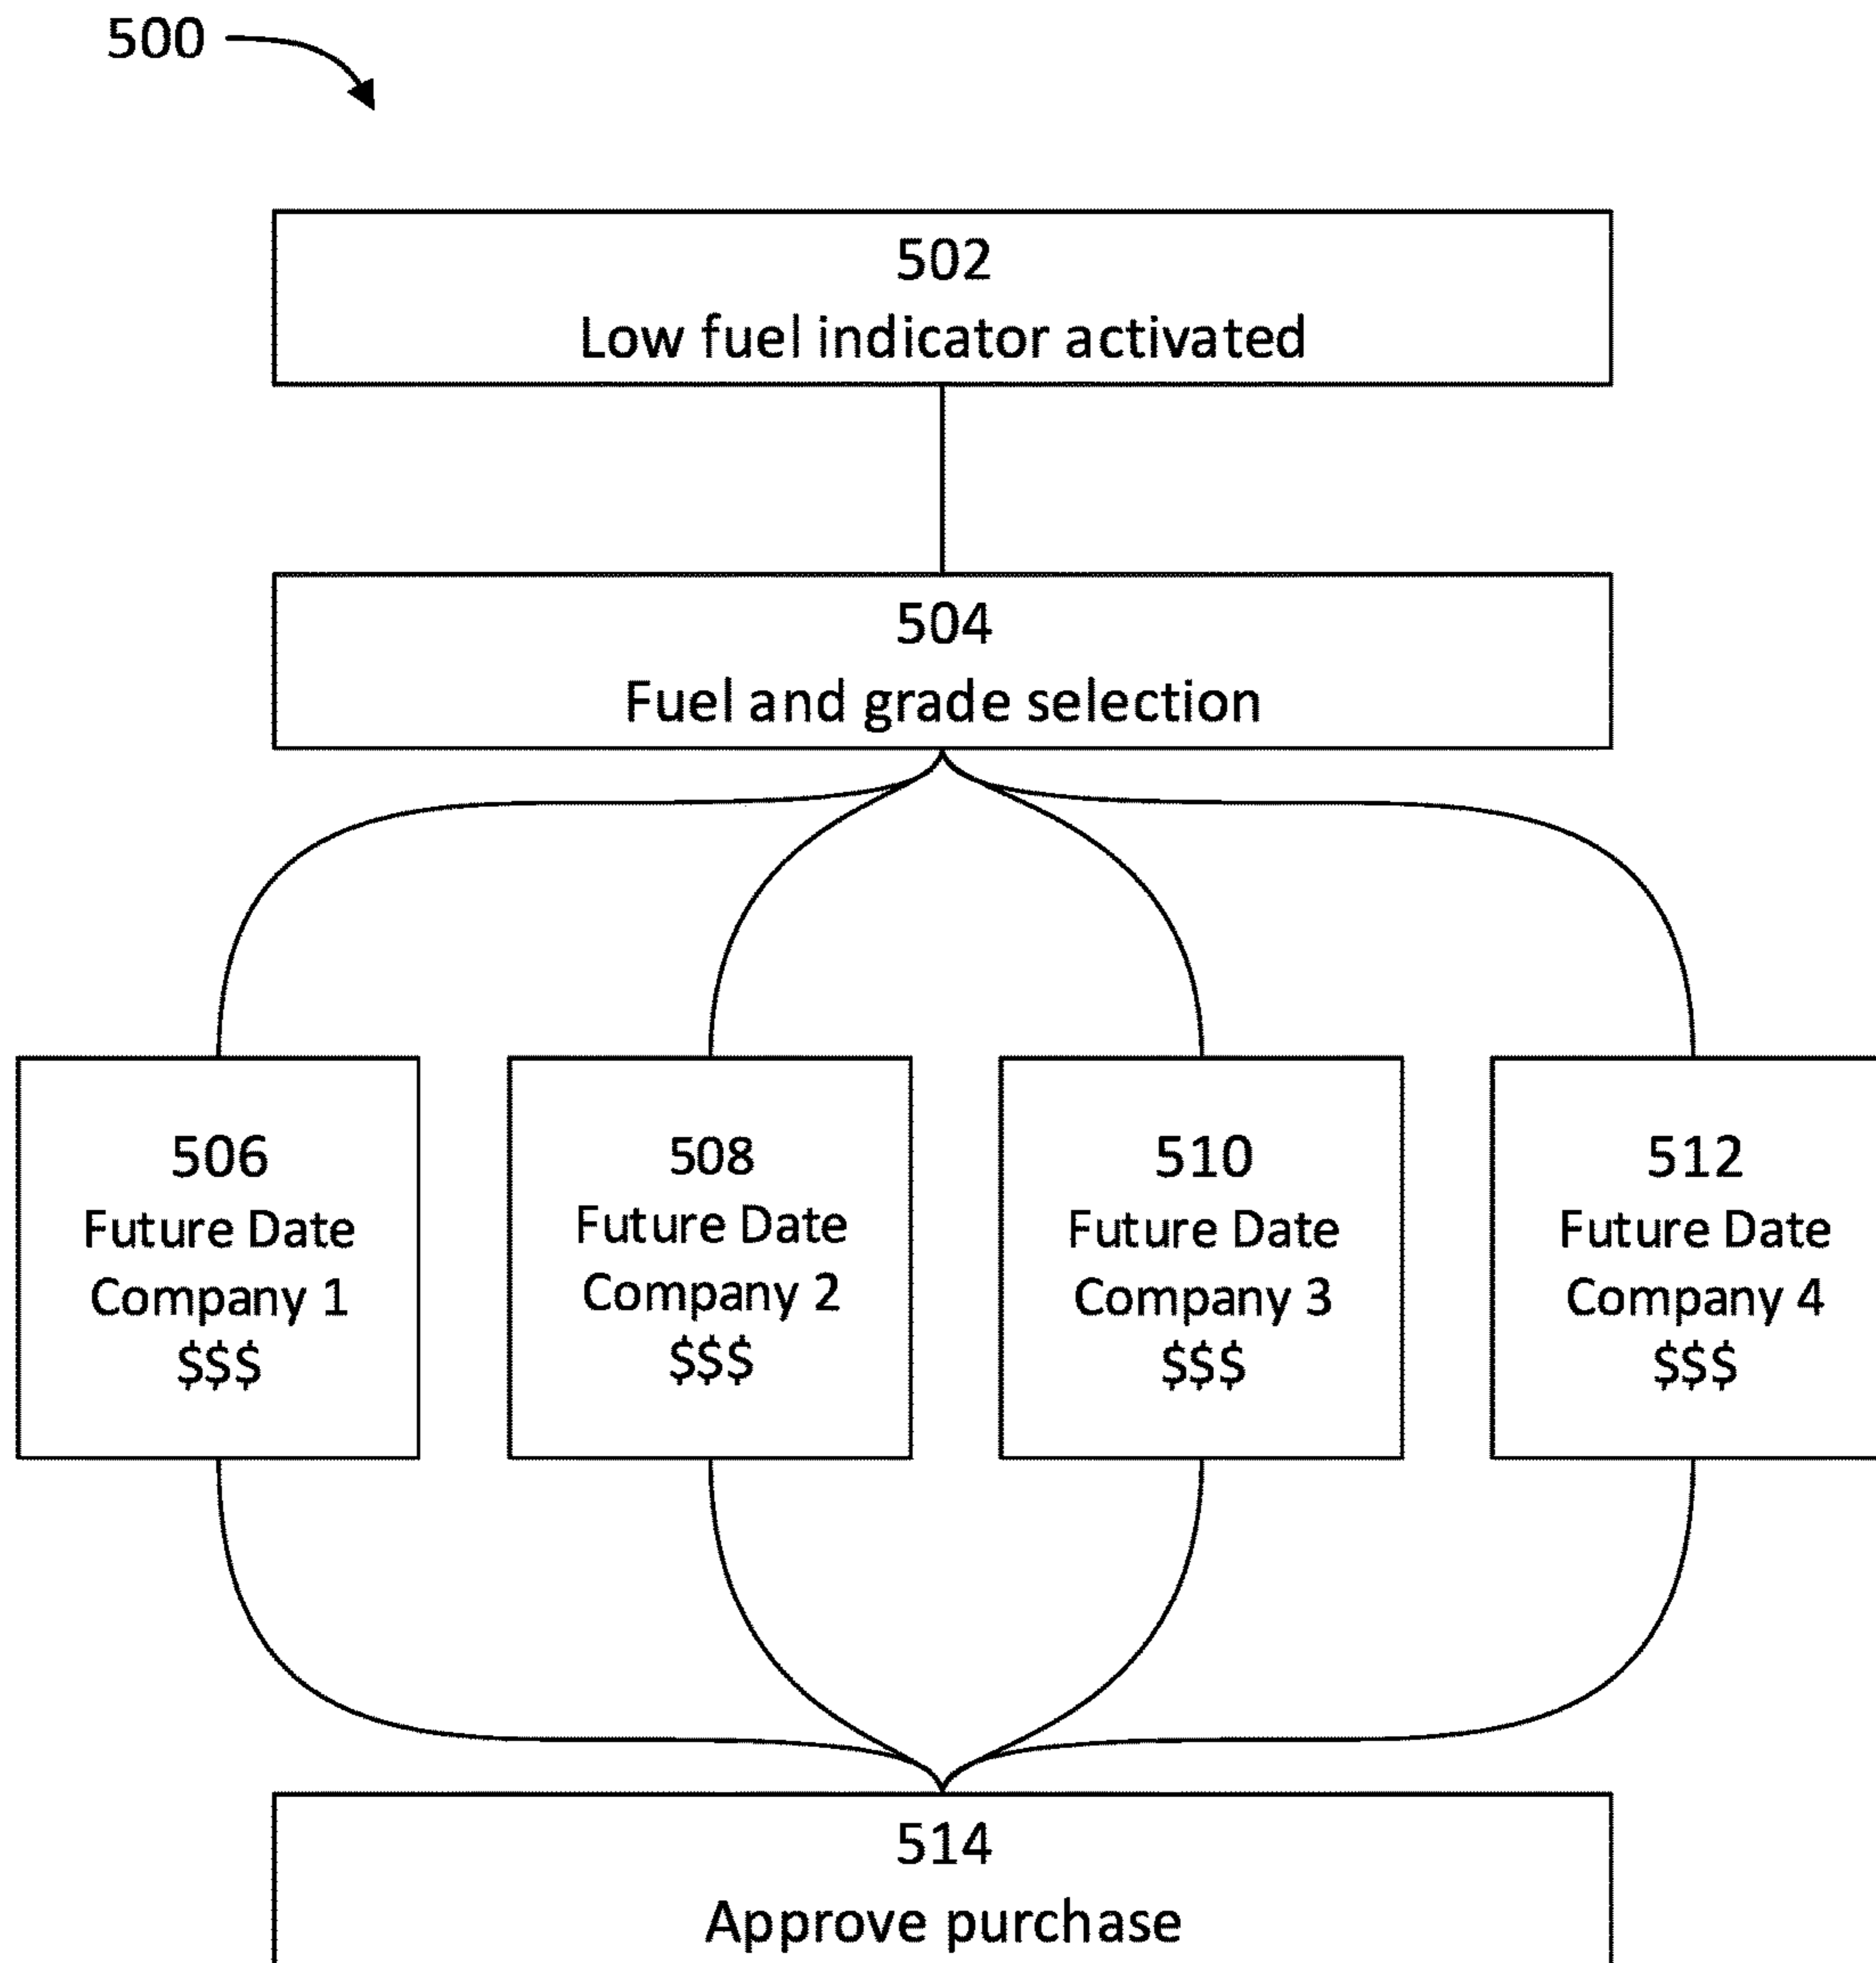 500
502
Low fuel indicator activated
504
Fuel and grade selection
506
Future Date
Company 1
$$$
508
Future Date
Company 2
$$$
510
Future Date
Company 3
$$$
512
Future Date
Company 4
$$$
514
Approve purchase